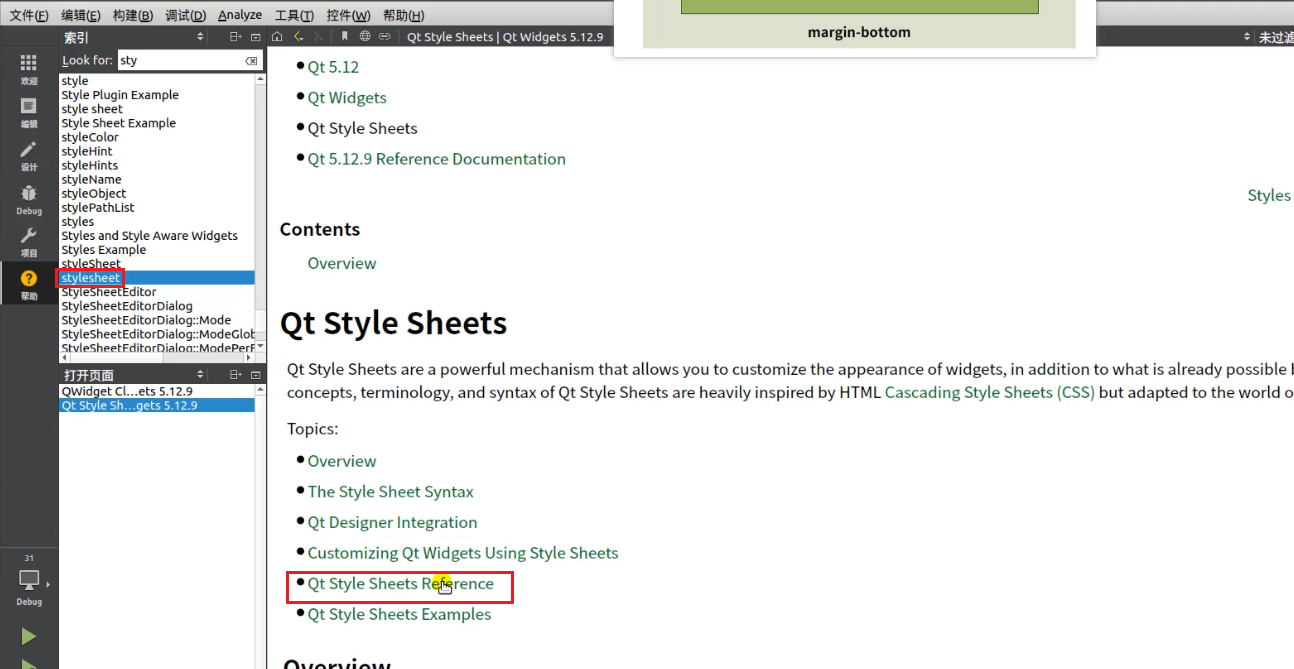 文件(F) 编辑(E) 构建(B) 调试(D) Analyze 工具(T) 控件(W) 帮助(H)
margin-bottom
索引
Qt Style Sheets | Qt Widgets 5.12.9
未过滤
Look for: sty
欢迎
编辑
设计
Debug
项目
?
帮助
style
Style Plugin Example
style sheet
Style Sheet Example
styleColor
styleHint
styleHints
styleName
styleObject
stylePathList
styles
Styles and Style Aware Widgets
Styles Example
styleSheet
stylesheet
StyleSheetEditor
StyleSheetEditorDialog
StyleSheetEditorDialog::Mode
StyleSheetEditorDialog::ModeGlob
StyleSheetEditorDialog::ModePerF
打开页面
QWidget Cl...ets 5.12.9
Qt Style Sh...gets 5.12.9
31
Debug
Qt 5.12
Qt Widgets
Qt Style Sheets
Qt 5.12.9 Reference Documentation
Styles
Contents
Overview
Qt Style Sheets
Qt Style Sheets are a powerful mechanism that allows you to customize the appearance of widgets, in addition to what is already possible
concepts, terminology, and syntax of Qt Style Sheets are heavily inspired by HTML Cascading Style Sheets (CSS) but adapted to the world o
Topics:
Overview
The Style Sheet Syntax
Qt Designer Integration
Customizing Qt Widgets Using Style Sheets
Qt Style Sheets Reference
Qt Style Sheets Examples
Overview